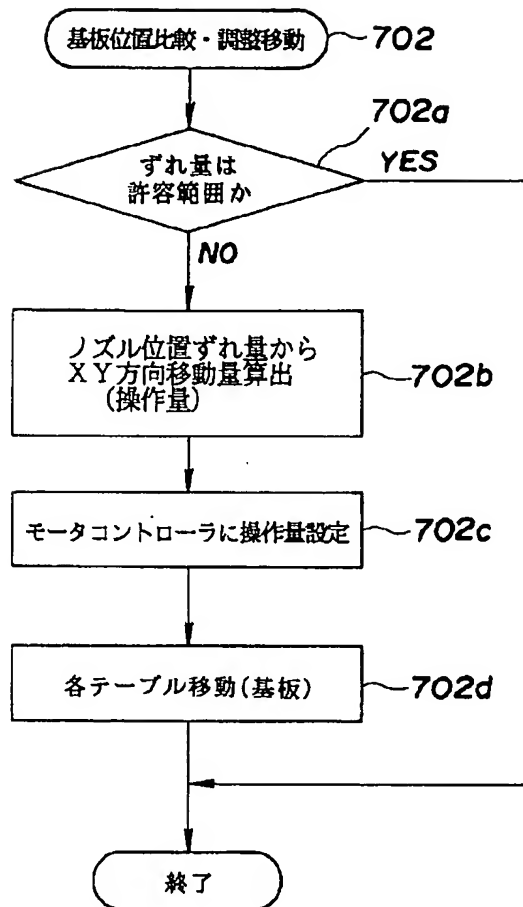 基板位置比較・調整移動
702
702a
ずれ量は
許容範囲か
YES
NO
ノズル位置ずれ量から
XY方向移動量算出
(操作量)
702b
モータコントローラに操作量設定
702c
各テーブル移動(基板)
702d
終了